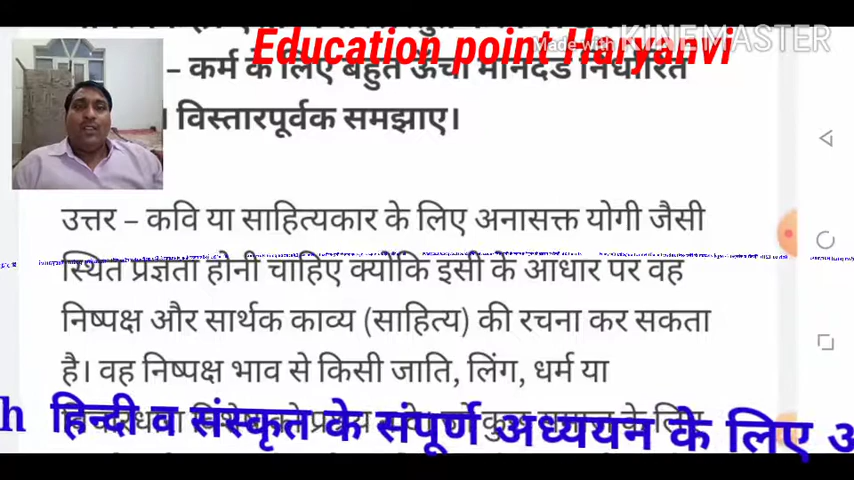 Education point Haryanvi
Made with KINEMASTER
– कर्म के लिए बहुत ऊँचा मानदंड निर्धारित
। विस्तारपूर्वक समझाए।
उत्तर – कवि या साहित्यकार के लिए अनासक्त योगी जैसी
स्थित प्रज्ञता होनी चाहिए क्योंकि इसी के आधार पर वह
निष्पक्ष और सार्थक काव्य (साहित्य) की रचना कर सकता
है। वह निष्पक्ष भाव से किसी जाति, लिंग, धर्म या
h हिन्दी व संस्कृत के संपूर्ण अध्ययन के लिए